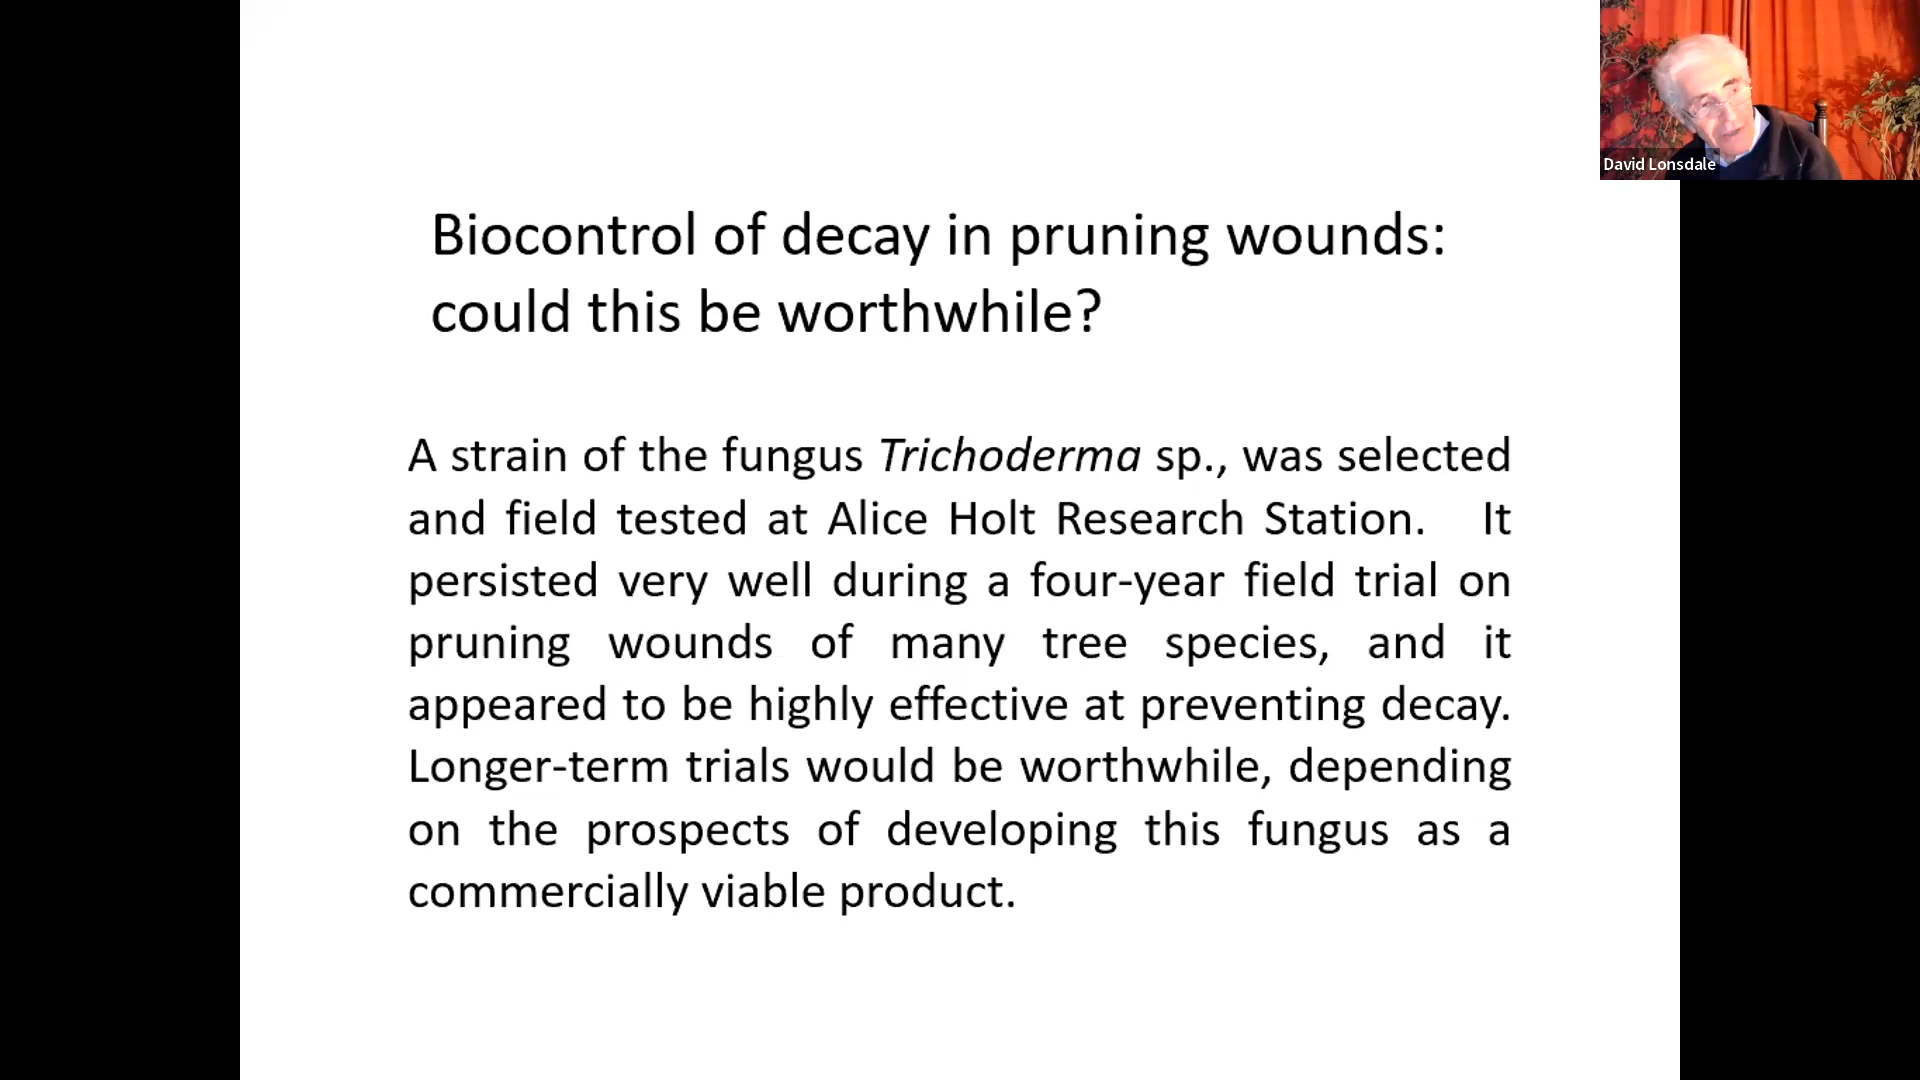 David Lonsdale
Biocontrol of decay in pruning wounds:
could this be worthwhile?
A strain of the fungus Trichoderma sp., was selected
and field tested at Alice Holt Research Station. It
persisted very well during a four-year field trial on
pruning wounds of many tree species, and it
appeared to be highly effective at preventing decay.
Longer-term trials would be worthwhile, depending
on the prospects of developing this fungus as a
commercially viable product.